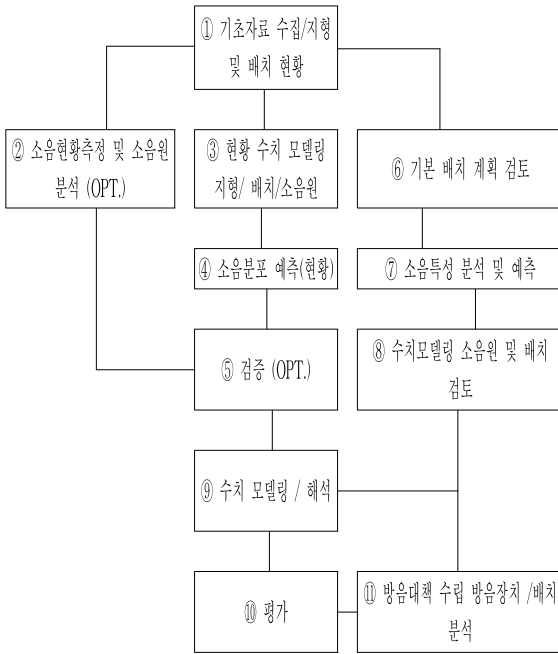 ① 기초자료 수집/지형
및 배치 현황
② 소음현황측정 및 소음원
분석 (OPT.)
③ 현황 수치 모델링
지형/ 배치/소음원
⑥ 기본 배치 계획 검토
④ 소음분포 예측(현황)
⑦ 소음특성 분석 및 예측
⑤ 검증 (OPT.)
⑧ 수치모델링 소음원 및 배치
검토
⑨ 수치 모델링 / 해석
⑩ 평가
⑪ 방음대책 수립 방음장치 /배치
분석